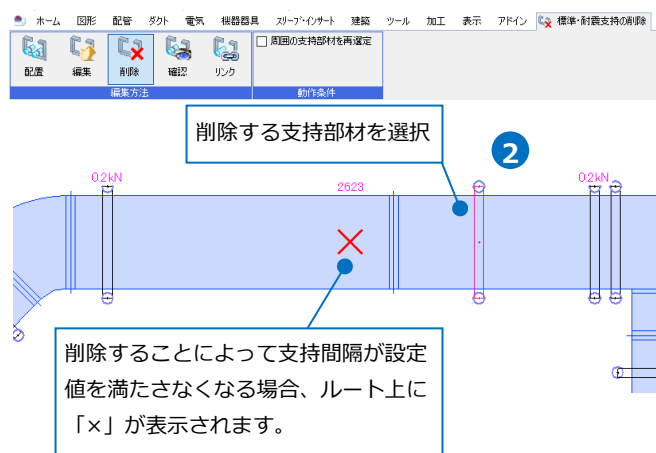 ホーム 図形 配管 ダクト 電気 機器器具 スリーブ・インサート 建築 ツール 加工 表示 アドイン 標準・耐震支持の削除
配置 編集 削除 確認 リンク
周囲の支持部材を再選定
編集方法 動作条件
削除する支持部材を選択
2
0.2kN 2623 0.2kN
削除することによって支持間隔が設定
値を満たさなくなる場合、ルート上に
「×」が表示されます。